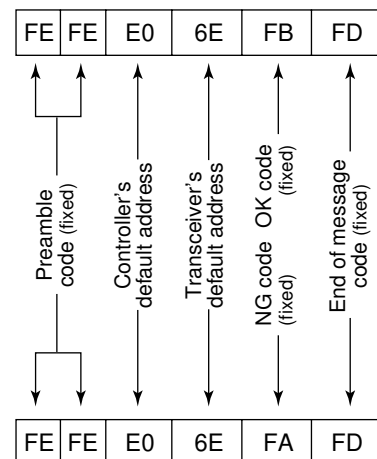 FE FE E0 6E FB FD
Preamble
code (fixed)
Controller's
default address
Transceiver's
default address
OK code
(fixed)
NG code
(fixed)
End of message
code (fixed)
FE FE E0 6E FA FD